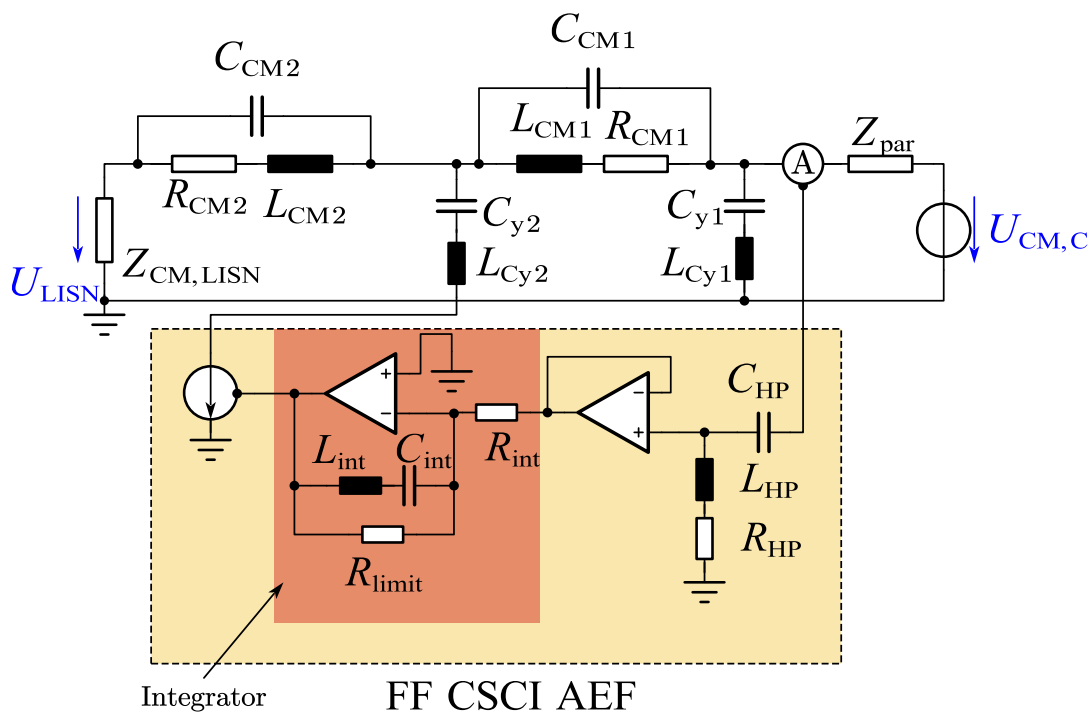 C_CM1
C_CM2
L_CM1 R_CM1
Z_par
A
R_CM2 L_CM2
C_y2
C_y1
U_CM,C
Z_CM,LISN
L_Cy2
L_Cy1
U_LISN
+
−
C_HP
−
+
L_int C_int
R_int
L_HP
R_HP
R_limit
Integrator
FF CSCI AEF